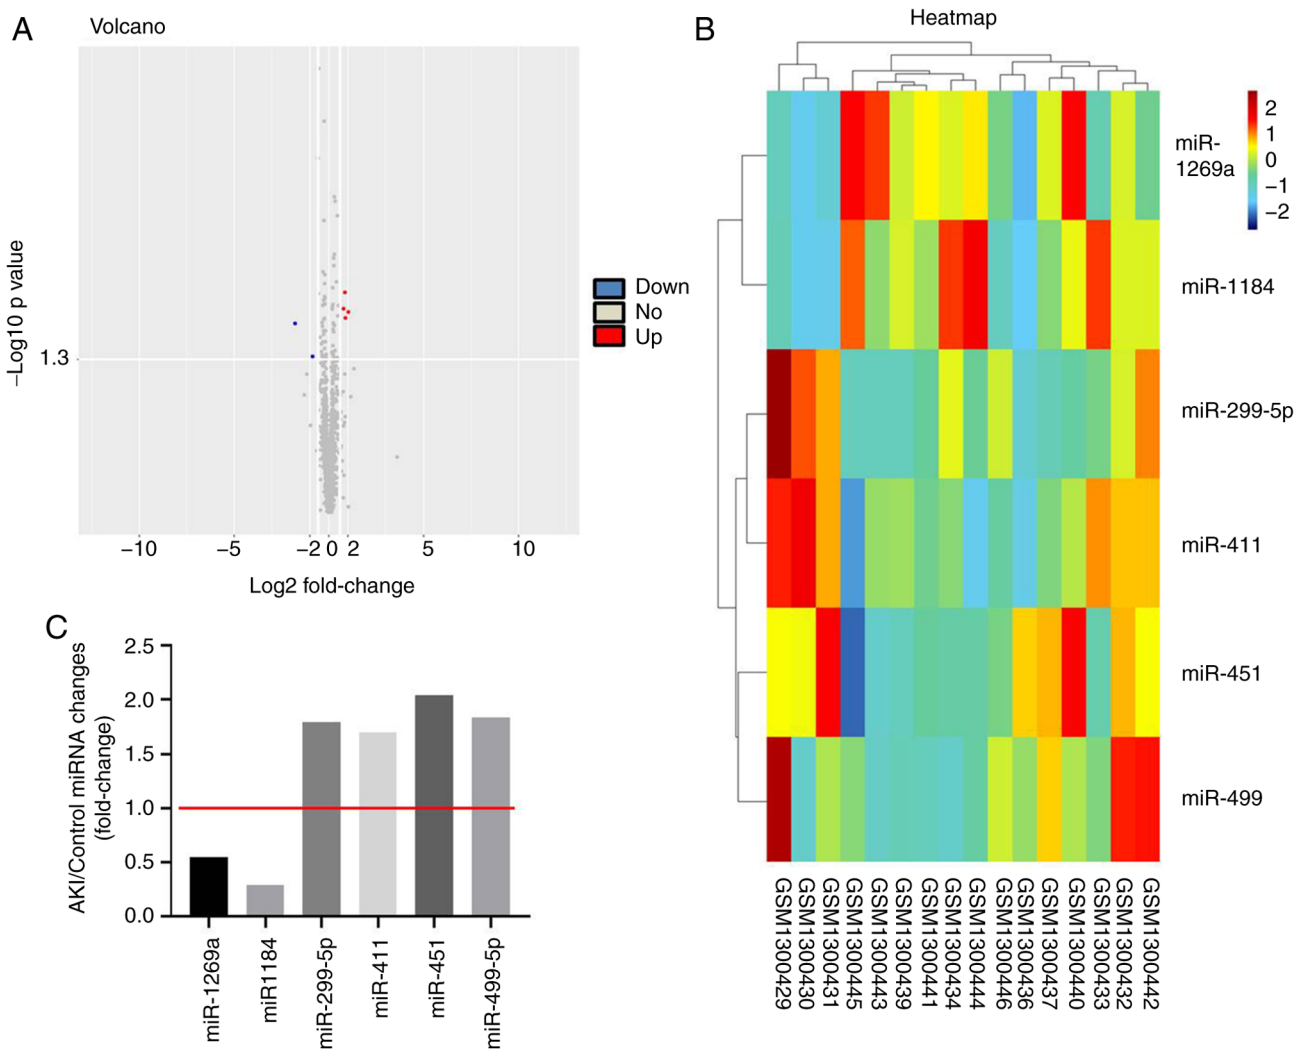 A
Volcano
−Log10 p value
1.3
−10
−5
−2
0
2
5
10
Log2 fold-change
Down
No
Up
B
Heatmap
miR-
1269a
miR-1184
miR-299-5p
miR-411
miR-451
miR-499
2
1
0
−1
−2
GSM1300429
GSM1300430
GSM1300431
GSM1300445
GSM1300443
GSM1300439
GSM1300441
GSM1300434
GSM1300444
GSM1300446
GSM1300436
GSM1300437
GSM1300440
GSM1300433
GSM1300432
GSM1300442
C
AKI/Control miRNA changes
(fold-change)
2.5
2.0
1.5
1.0
0.5
0.0
miR-1269a
miR1184
miR-299-5p
miR-411
miR-451
miR-499-5p